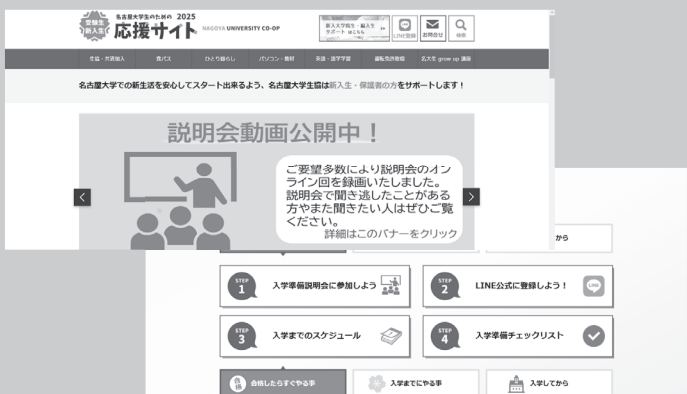 受験生
新入生
名古屋大学生のための 2025
応援サイト
NAGOYA UNIVERSITY CO-OP
新入大学院生・編入生
サポート はこちら
LINE登録
お問合せ
検索
生協・共済加入
食パス
ひとり暮らし
パソコン・教材
英語・語学学習
運転免許教習
名大生 grow up 講座
名古屋大学での新生活を安心してスタート出来るよう、名古屋大学生協は新入生・保護者の方をサポートします！
説明会動画公開中！
ご要望多数により説明会のオン
ライン回を録画いたしました。
説明会で聞き逃したことがある
方やまた聞きたい人はぜひご覧
ください。
詳細はこのバナーをクリック
から
STEP
1
入学準備説明会に参加しよう
STEP
2
LINE公式に登録しよう！
LINE
STEP
3
入学までのスケジュール
STEP
4
入学準備チェックリスト
合格
合格したらすぐやる事
入学までにやる事
入学してから